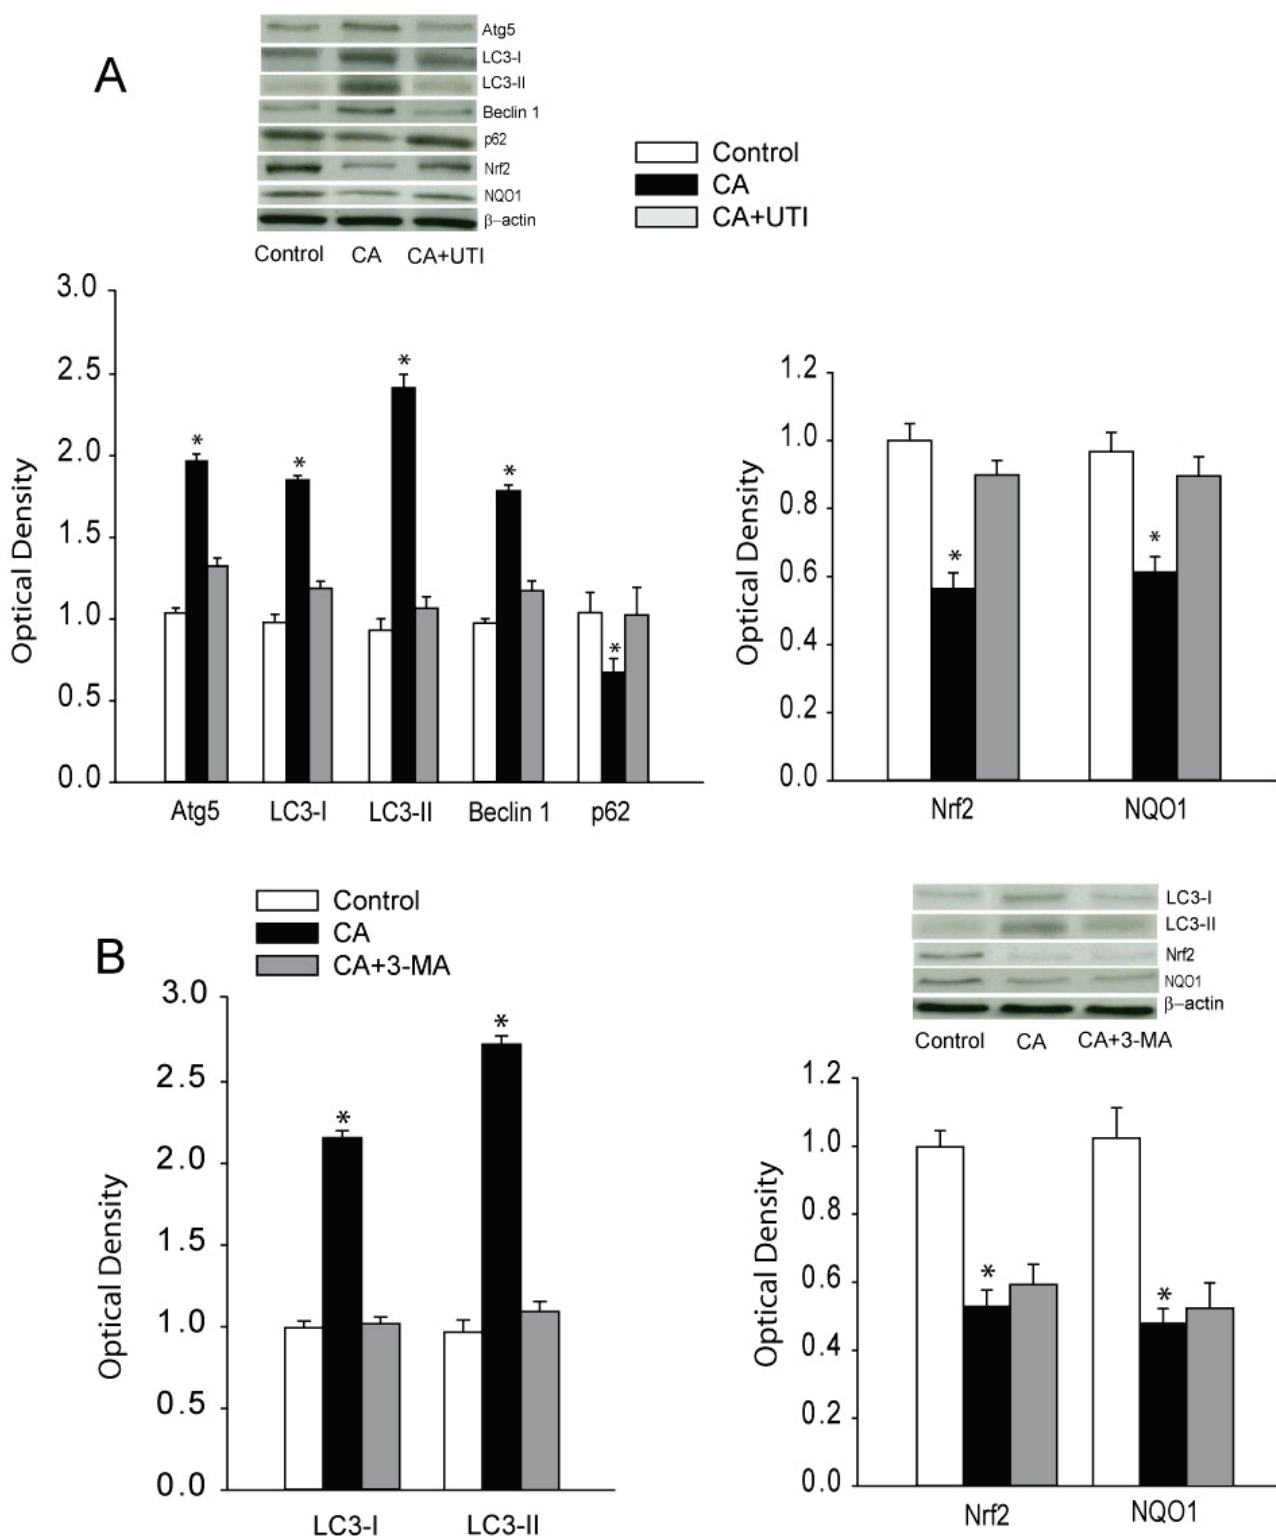 A
Atg5
LC3-I
LC3-II
Beclin 1
p62
Nrf2
NQO1
β-actin
Control CA CA+UTI
Control
CA
CA+UTI
Optical Density
3.0
2.5
2.0
1.5
1.0
0.5
0.0
*
*
*
*
*
Atg5 LC3-I LC3-II Beclin 1 p62
Optical Density
1.2
1.0
0.8
0.6
0.4
0.2
0.0
*
*
Nrf2 NQO1
B
Control
CA
CA+3-MA
Optical Density
3.0
2.5
2.0
1.5
1.0
0.5
0.0
*
*
LC3-I LC3-II
LC3-I
LC3-II
Nrf2
NQO1
β-actin
Control CA CA+3-MA
Optical Density
1.2
1.0
0.8
0.6
0.4
0.2
0.0
*
*
Nrf2 NQO1